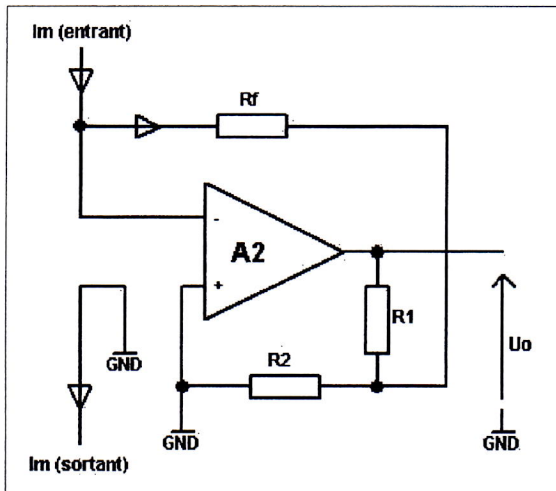 Im (entrant)
Rf
-
A2
+
R1
GND
R2
Uo
GND
GND
Im (sortant)